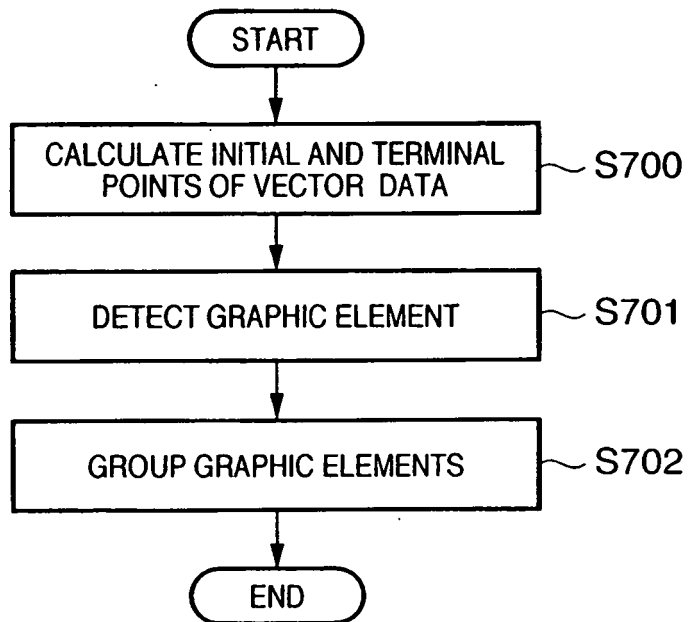 START
CALCULATE INITIAL AND TERMINAL
POINTS OF VECTOR DATA
S700
DETECT GRAPHIC ELEMENT
S701
GROUP GRAPHIC ELEMENTS
S702
END